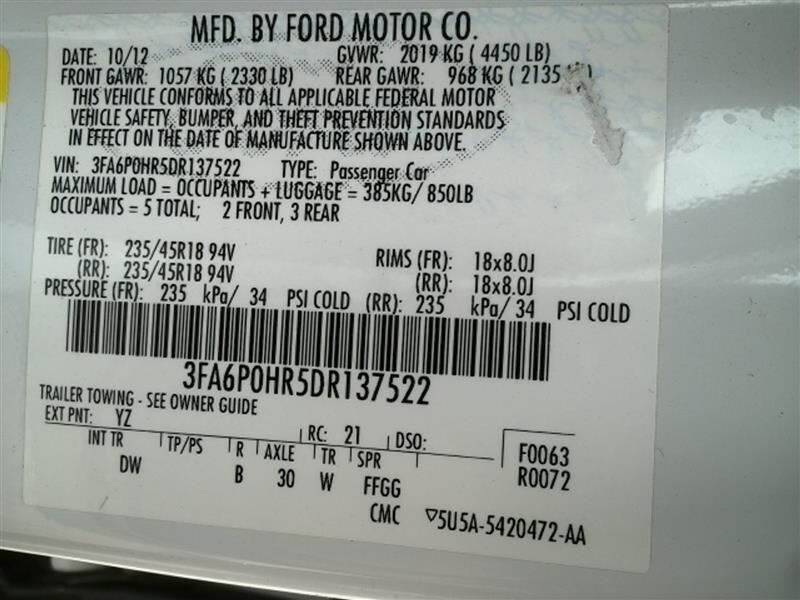 MFD. BY FORD MOTOR CO.
DATE: 10/12 GVWR: 2019 KG ( 4450 LB)
FRONT GAWR: 1057 KG ( 2330 LB) REAR GAWR: 968 KG ( 2135
THIS VEHICLE CONFORMS TO ALL APPLICABLE FEDERAL MOTOR
VEHICLE SAFETY, BUMPER, AND THEFT PREVENTION STANDARDS
IN EFFECT ON THE DATE OF MANUFACTURE SHOWN ABOVE.
VIN: 3FA6P0HR5DR137522 TYPE: Passenger Car
MAXIMUM LOAD = OCCUPANTS + LUGGAGE = 385KG/ 850LB
OCCUPANTS = 5 TOTAL; 2 FRONT, 3 REAR
TIRE (FR): 235/45R18 94V RIMS (FR): 18x8.0J
(RR): 235/45R18 94V (RR): 18x8.0J
PRESSURE (FR): 235 kPa/ 34 PSI COLD (RR): 235 kPa/ 34 PSI COLD
3FA6P0HR5DR137522
TRAILER TOWING - SEE OWNER GUIDE
EXT PNT: YZ RC: 21 DSO: F0063
INT TR TP/PS R AXLE TR SPR R0072
DW B 30 W FFGG
CMC ▽5U5A-5420472-AA